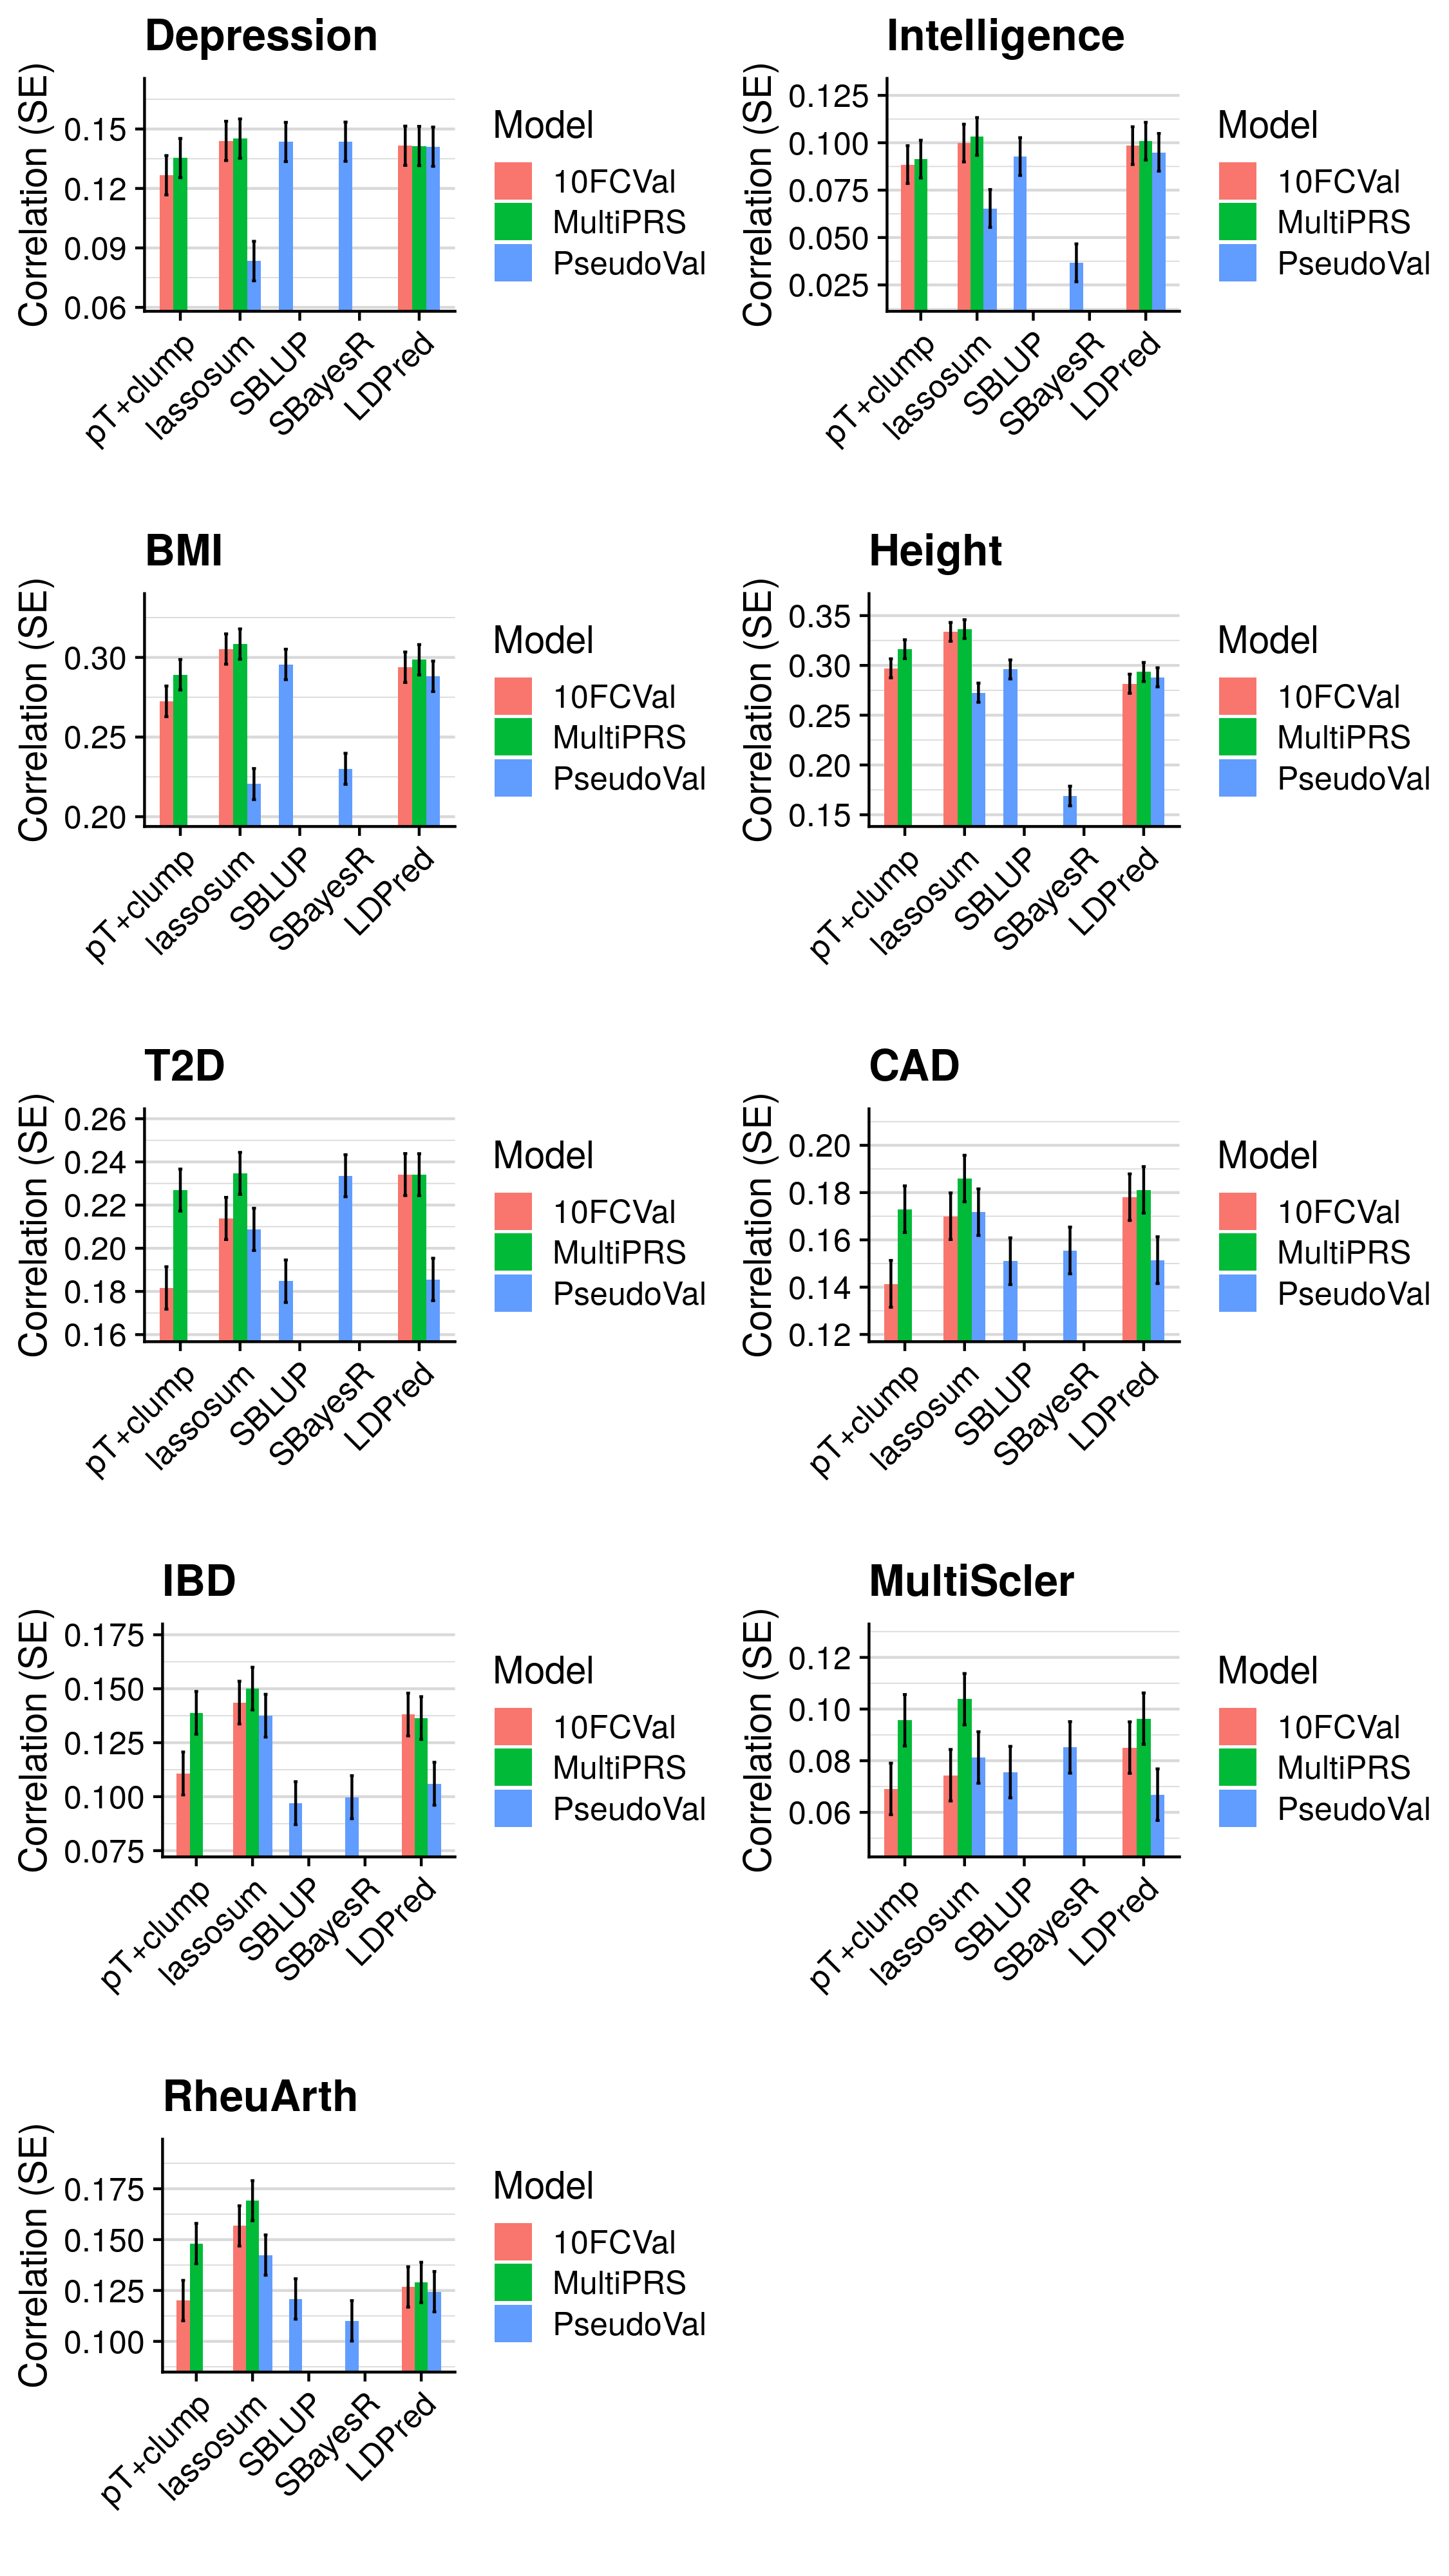 Depression
Correlation (SE)
0.15
0.12
0.09
0.06
pT+clump
lassosum
SBLUP
SBayesR
LDPred
Model
10FCVal
MultiPRS
PseudoVal
Intelligence
Correlation (SE)
0.125
0.100
0.075
0.050
0.025
pT+clump
lassosum
SBLUP
SBayesR
LDPred
Model
10FCVal
MultiPRS
PseudoVal
BMI
Correlation (SE)
0.30
0.25
0.20
pT+clump
lassosum
SBLUP
SBayesR
LDPred
Model
10FCVal
MultiPRS
PseudoVal
Height
Correlation (SE)
0.35
0.30
0.25
0.20
0.15
pT+clump
lassosum
SBLUP
SBayesR
LDPred
Model
10FCVal
MultiPRS
PseudoVal
T2D
Correlation (SE)
0.26
0.24
0.22
0.20
0.18
0.16
pT+clump
lassosum
SBLUP
SBayesR
LDPred
Model
10FCVal
MultiPRS
PseudoVal
CAD
Correlation (SE)
0.20
0.18
0.16
0.14
0.12
pT+clump
lassosum
SBLUP
SBayesR
LDPred
Model
10FCVal
MultiPRS
PseudoVal
IBD
Correlation (SE)
0.175
0.150
0.125
0.100
0.075
pT+clump
lassosum
SBLUP
SBayesR
LDPred
Model
10FCVal
MultiPRS
PseudoVal
MultiScler
Correlation (SE)
0.12
0.10
0.08
0.06
pT+clump
lassosum
SBLUP
SBayesR
LDPred
Model
10FCVal
MultiPRS
PseudoVal
RheuArth
Correlation (SE)
0.175
0.150
0.125
0.100
pT+clump
lassosum
SBLUP
SBayesR
LDPred
Model
10FCVal
MultiPRS
PseudoVal